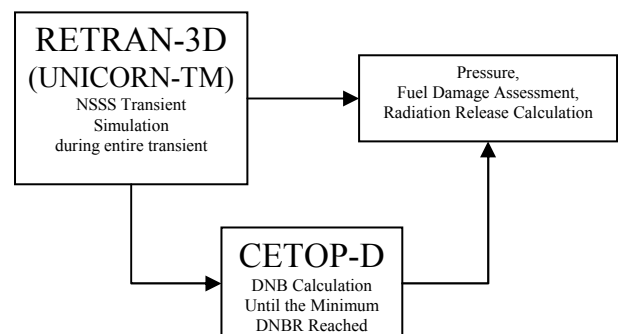 RETRAN-3D
(UNICORN-TM)
NSSS Transient
Simulation
during entire transient
Pressure,
Fuel Damage Assessment,
Radiation Release Calculation
CETOP-D
DNB Calculation
Until the Minimum
DNBR Reached